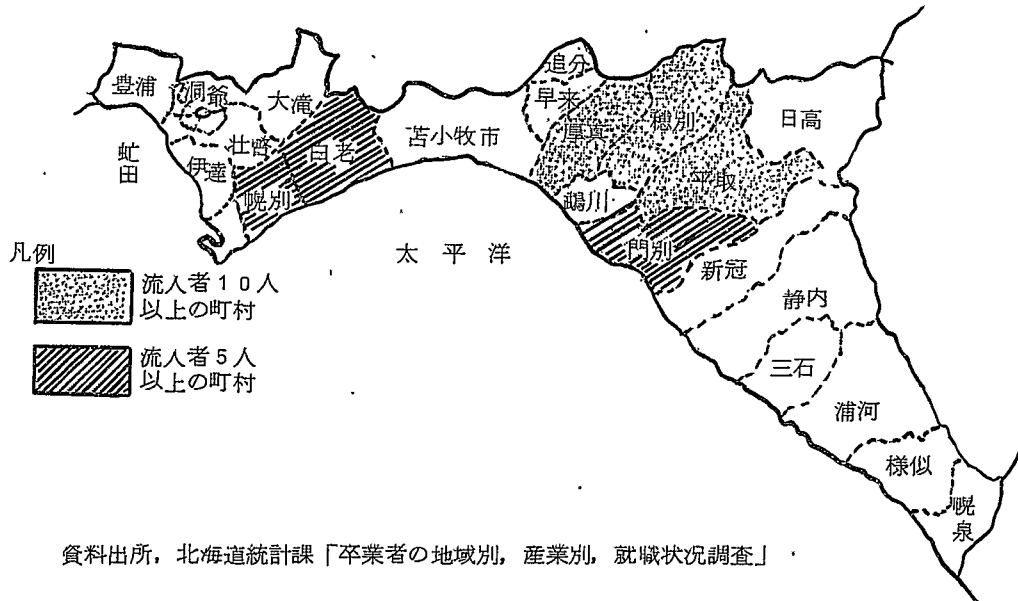 追分
豊浦
洞爺
大滝
早来
穂別
日高
厚真
苫小牧市
虻田
壮瞥
白老
伊達
平取
幌別
鵡川
門別
太平洋
新冠
静内
三石
浦河
様似
幌泉
凡例
流入者10人
以上の町村
流入者5人
以上の町村
資料出所,北海道統計課「卒業者の地域別,産業別,就職状況調査」